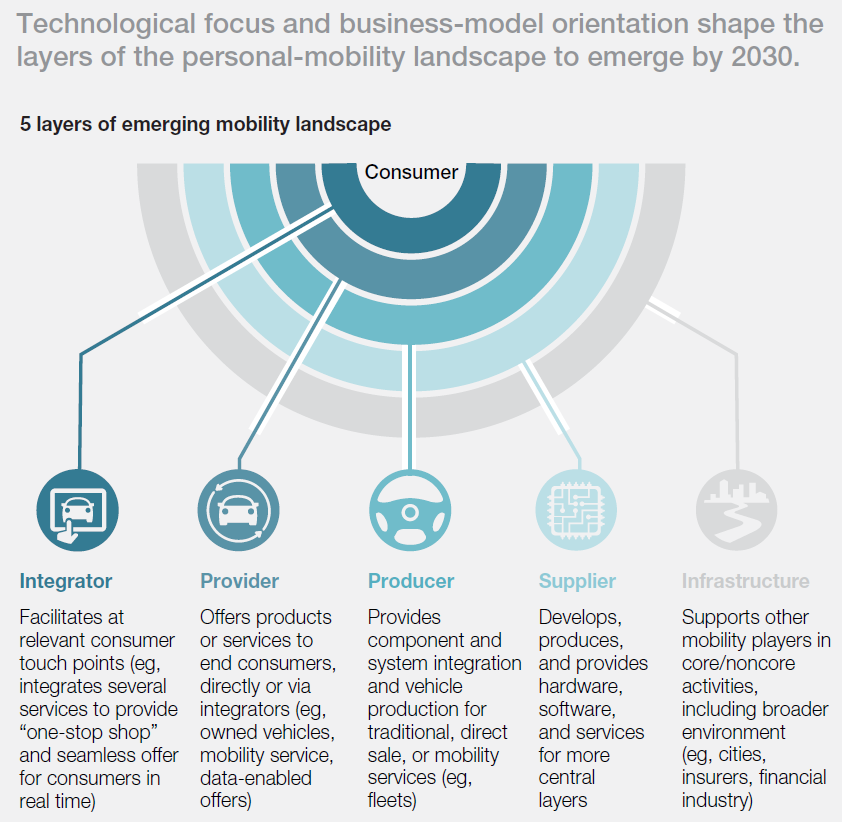 Technological focus and business-model orientation shape the
layers of the personal-mobility landscape to emerge by 2030.
5 layers of emerging mobility landscape
Consumer
Integrator
Facilitates at
relevant consumer
touch points (eg,
integrates several
services to provide
“one-stop shop”
and seamless offer
for consumers in
real time)
Provider
Offers products
or services to
end consumers,
directly or via
integrators (eg,
owned vehicles,
mobility service,
data-enabled
offers)
Producer
Provides
component and
system integration
and vehicle
production for
traditional, direct
sale, or mobility
services (eg,
fleets)
Supplier
Develops,
produces,
and provides
hardware,
software,
and services
for more
central
layers
Infrastructure
Supports other
mobility players in
core/noncore
activities,
including broader
environment
(eg, cities,
insurers, financial
industry)